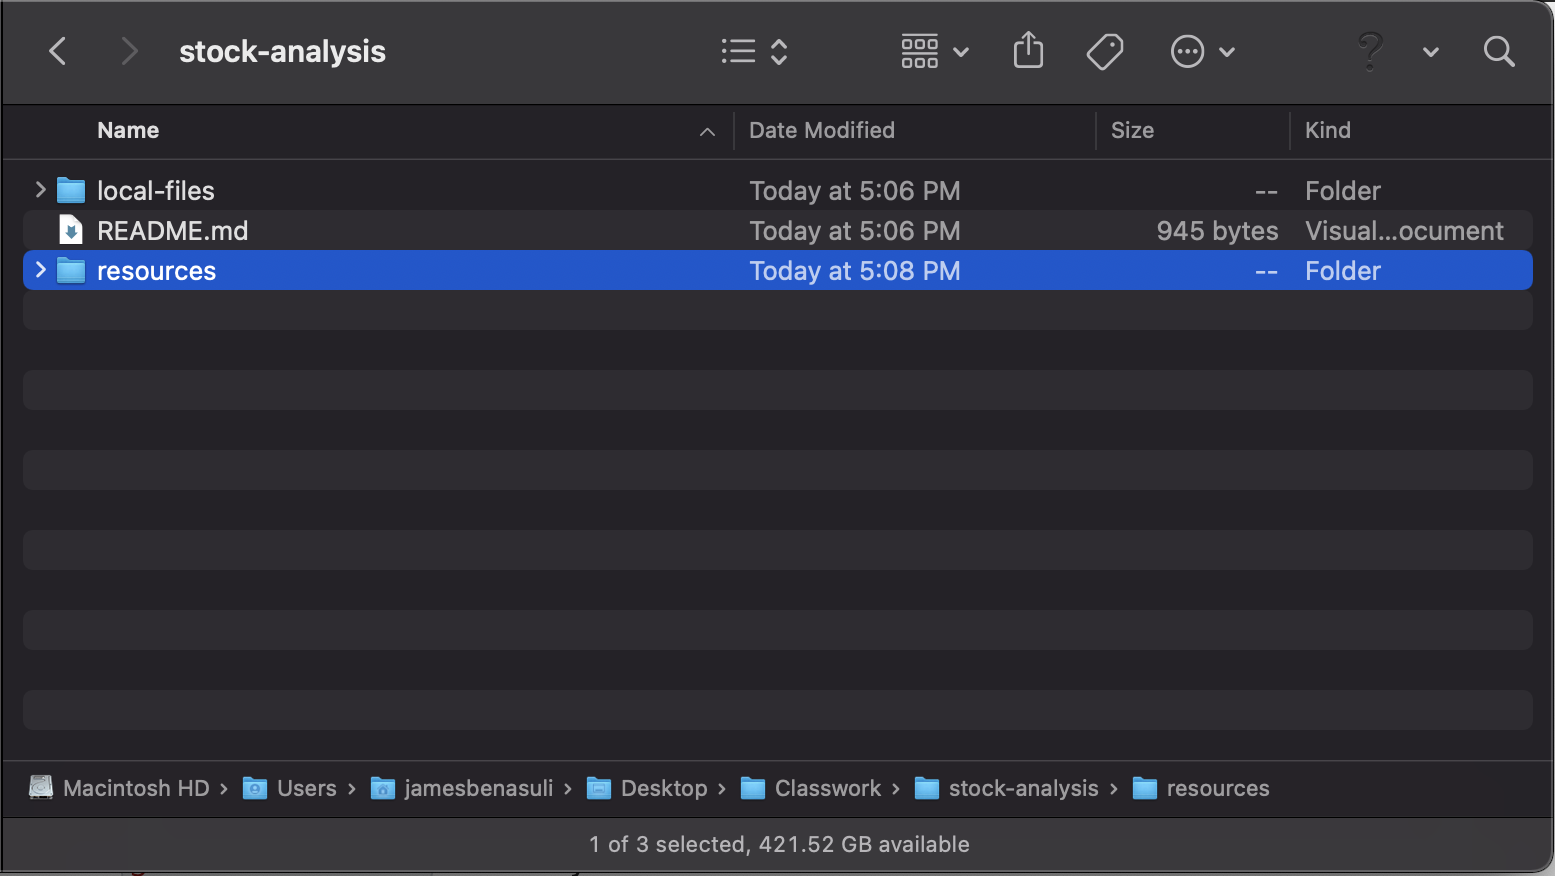 stock-analysis
Name Date Modified Size Kind
local-files Today at 5:06 PM -- Folder
README.md Today at 5:06 PM 945 bytes Visual...ocument
resources Today at 5:08 PM -- Folder
Macintosh HD › Users › jamesbenasuli › Desktop › Classwork › stock-analysis › resources
1 of 3 selected, 421.52 GB available